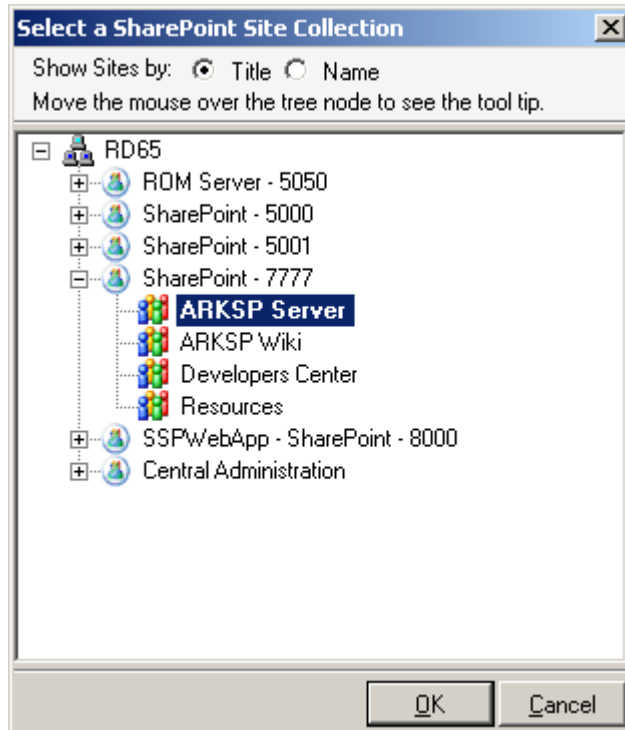 Select a SharePoint Site Collection
Show Sites by: Title Name
Move the mouse over the tree node to see the tool tip.
RD65
ROM Server - 5050
SharePoint - 5000
SharePoint - 5001
SharePoint - 7777
ARKSP Server
ARKSP Wiki
Developers Center
Resources
SSPWebApp - SharePoint - 8000
Central Administration
OK Cancel